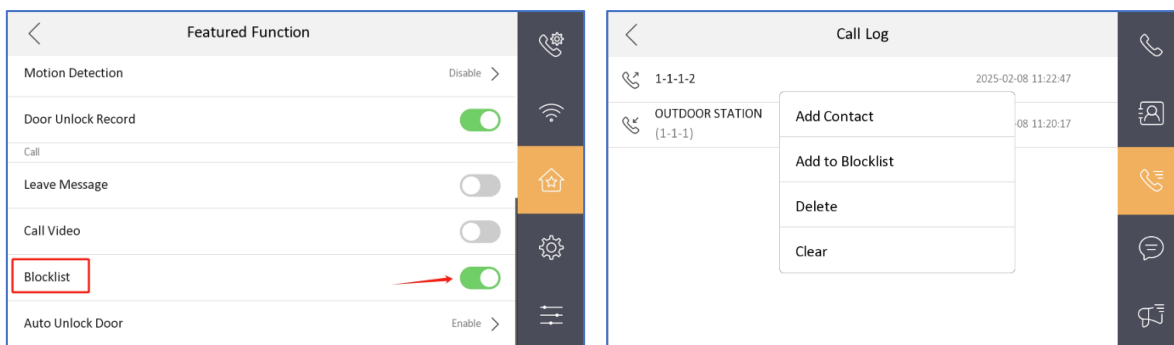 Featured Function
Motion Detection Disable
Door Unlock Record
Call
Leave Message
Call Video
Blocklist
Auto Unlock Door Enable
Call Log
1-1-1-2 2025-02-08 11:22:47
OUTDOOR STATION
(1-1-1)
-08 11:20:17
Add Contact
Add to Blocklist
Delete
Clear